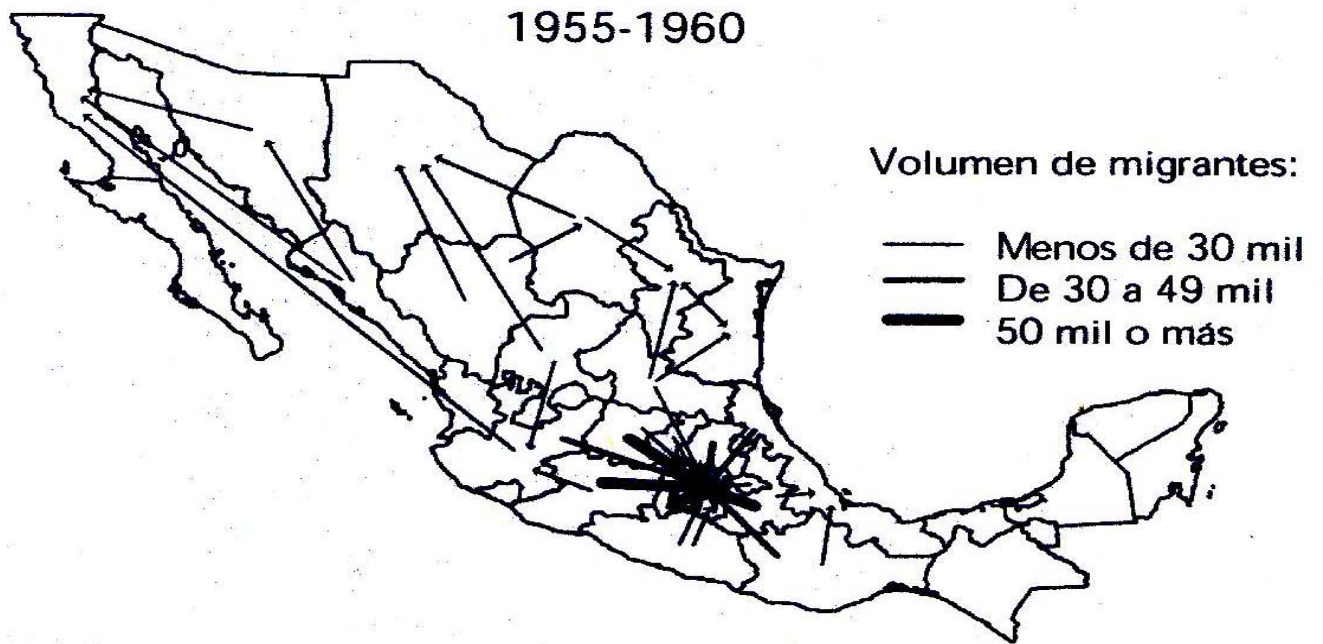 1955-1960
Volumen de migrantes:
Menos de 30 mil
De 30 a 49 mil
50 mil o más